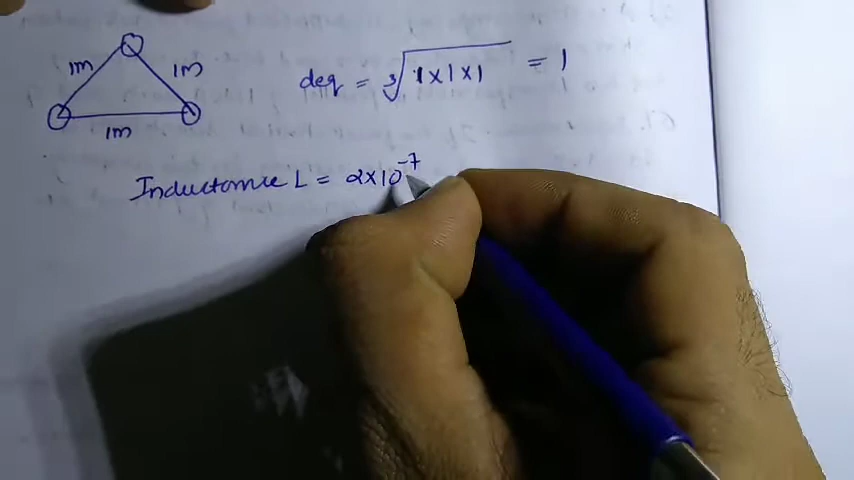 1m 1m
1m
deq = ∛1×1×1 = 1
Inductance L = 2×10⁻⁷